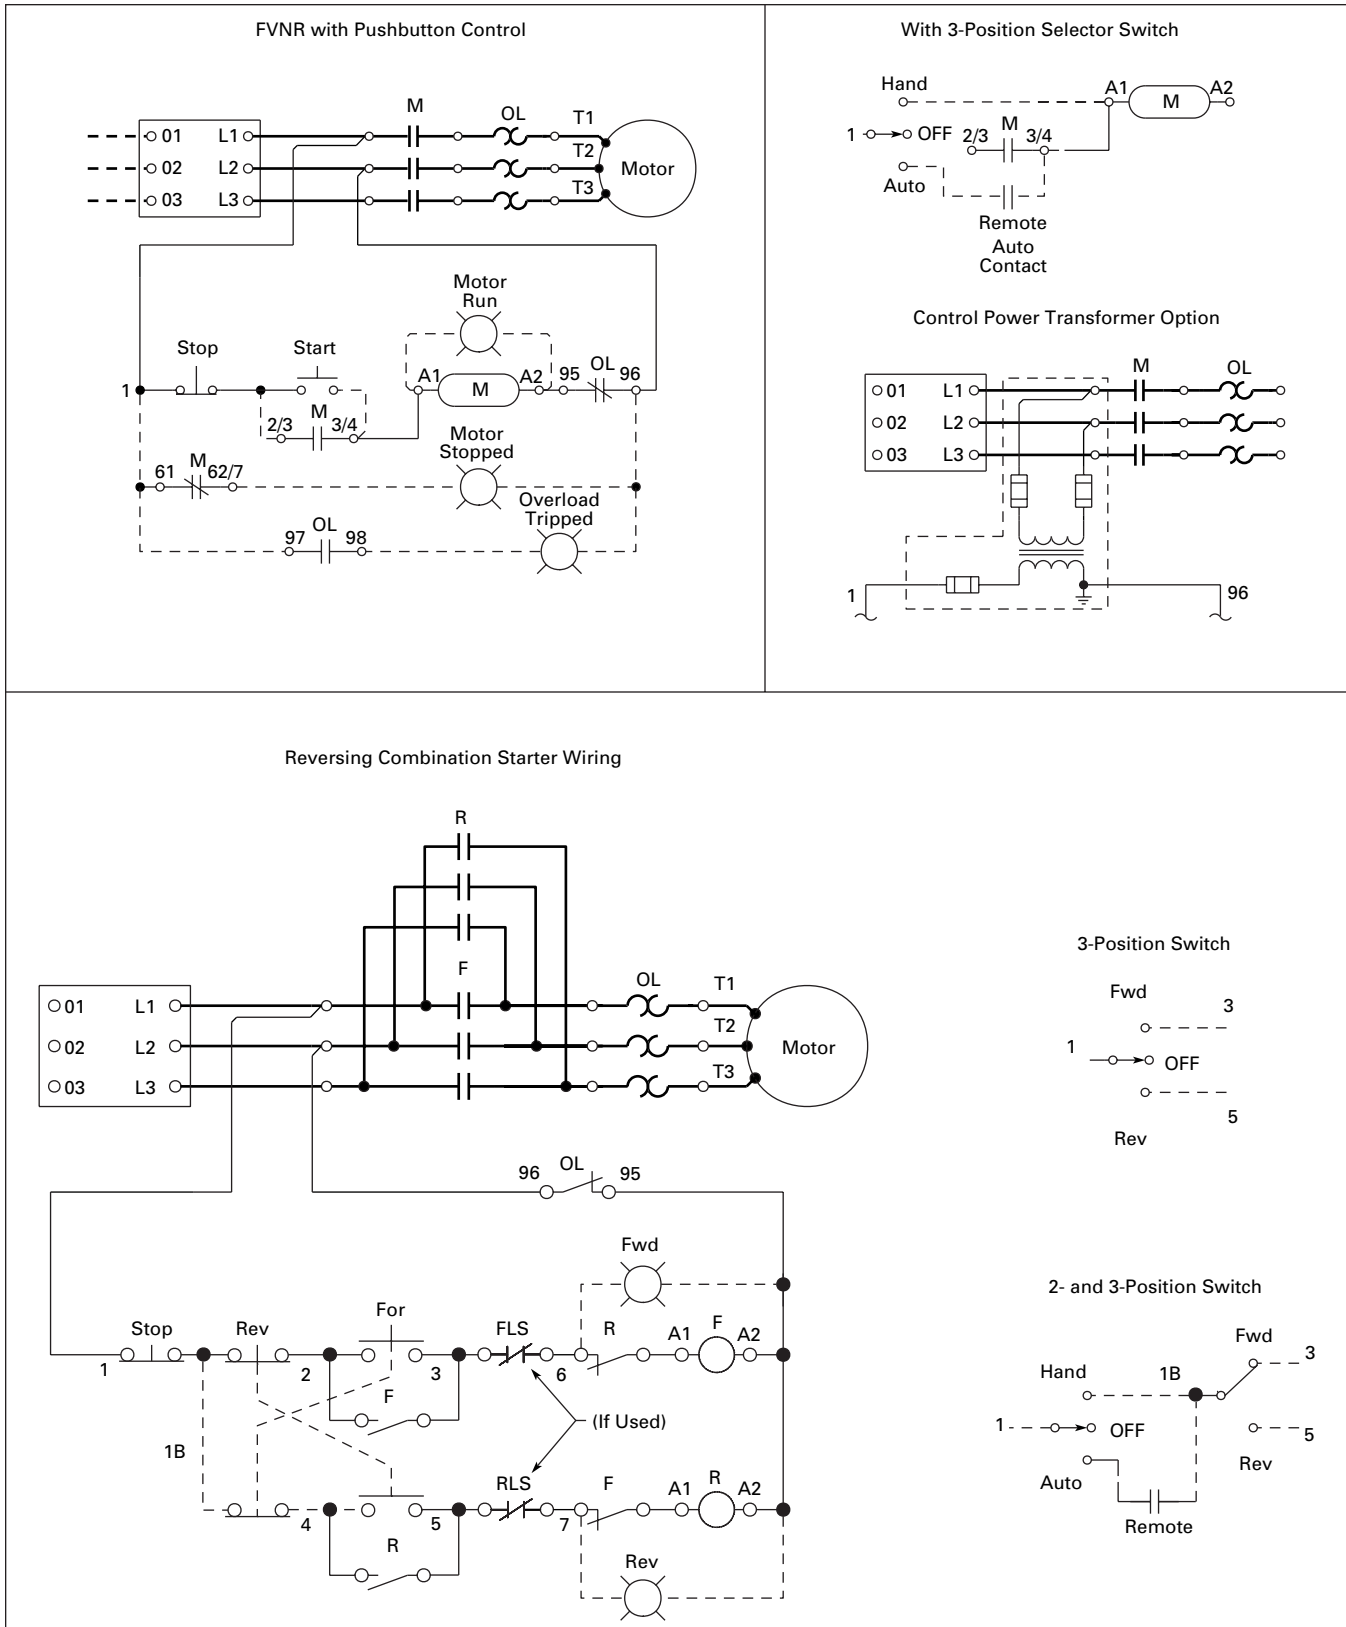 FVNR with Pushbutton Control
M
OL
T1
01
L1
T2
02
L2
Motor
T3
03
L3
Motor
Run
Stop
Start
A1
M
A2
95
OL
96
1
2/3
M
3/4
Motor
Stopped
61
M
62/7
Overload
Tripped
97
OL
98
With 3-Position Selector Switch
Hand
A1
M
A2
1
OFF
2/3
M
3/4
Auto
Remote
Auto
Contact
Control Power Transformer Option
M
OL
01
L1
02
L2
03
L3
1
96
Reversing Combination Starter Wiring
R
F
OL
T1
01
L1
T2
02
L2
Motor
T3
03
L3
96
OL
95
Fwd
For
Stop
Rev
FLS
R
A1
F
A2
1
2
3
6
F
(If Used)
1B
RLS
F
A1
R
A2
4
5
7
R
Rev
3-Position Switch
Fwd
3
1
OFF
5
Rev
2- and 3-Position Switch
Fwd
3
Hand
1B
1
OFF
5
Rev
Auto
Remote